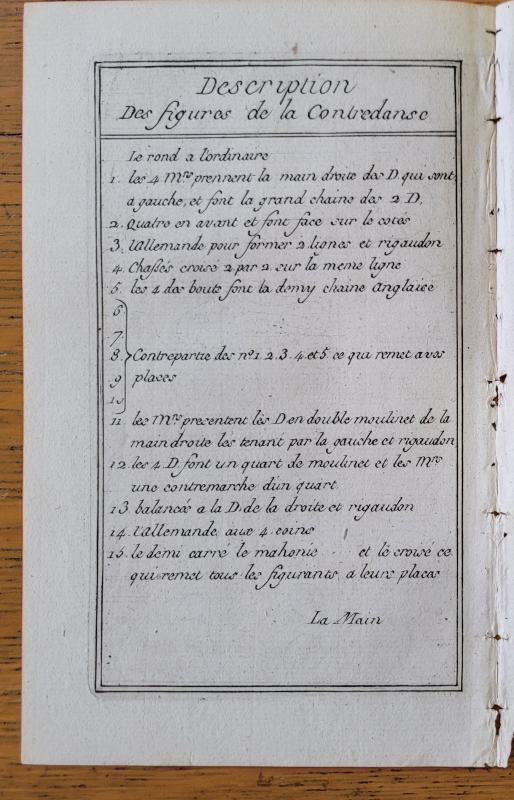 Description
Des figures de la Contredanse
Le rond a l'ordinaire
1. les 4 Mrs prennent la main droite des D. qui sont
a gauche, et font la grand chaine des 2 D,
2. Quatre en avant et font face sur le cotés
3. l'Allemande pour former 2 lignes et rigaudon
4. Chassés croisé 2 par 2 sur la meme ligne
5. les 4 des bouts font la demy chaine Anglaise
6
7.
8. Contrepartie des no 1. 2. 3. 4. et 5. ce qui remet a vos
9 places
10
11. les Mrs presentent les D en double moulinet de la
main droite les tenant par la gauche et rigaudon
12. les 4 D. font un quart de moulinet et les Mrs
une contremarche d'un quart
13. balancés a la D. de la droite et rigaudon
14. l'allemande aux 4 coins
15. le demi carré le mahonie et lé croisé ce
qui remet tous les figurants a leurs places
La Main